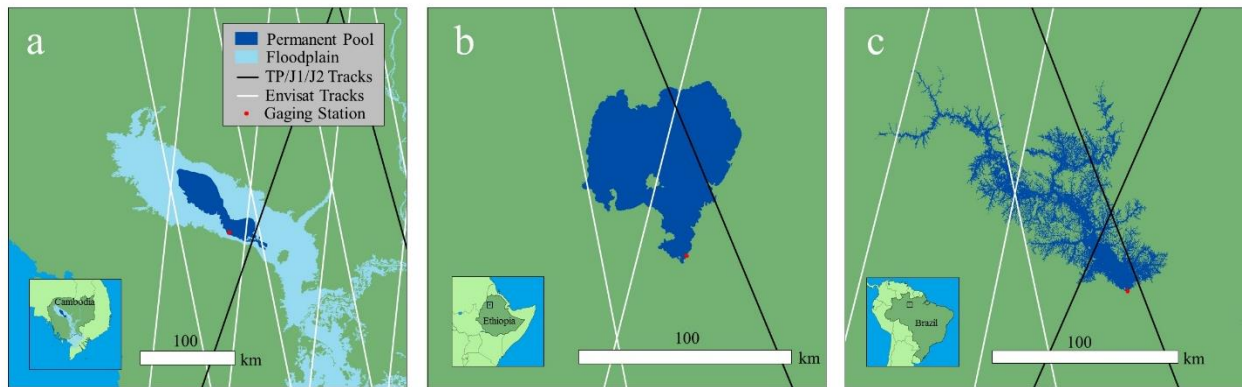 a
Permanent Pool
Floodplain
TP/J1/J2 Tracks
Envisat Tracks
Gaging Station
Cambodia
100
km
b
Ethiopia
100
km
c
Brazil
100
km